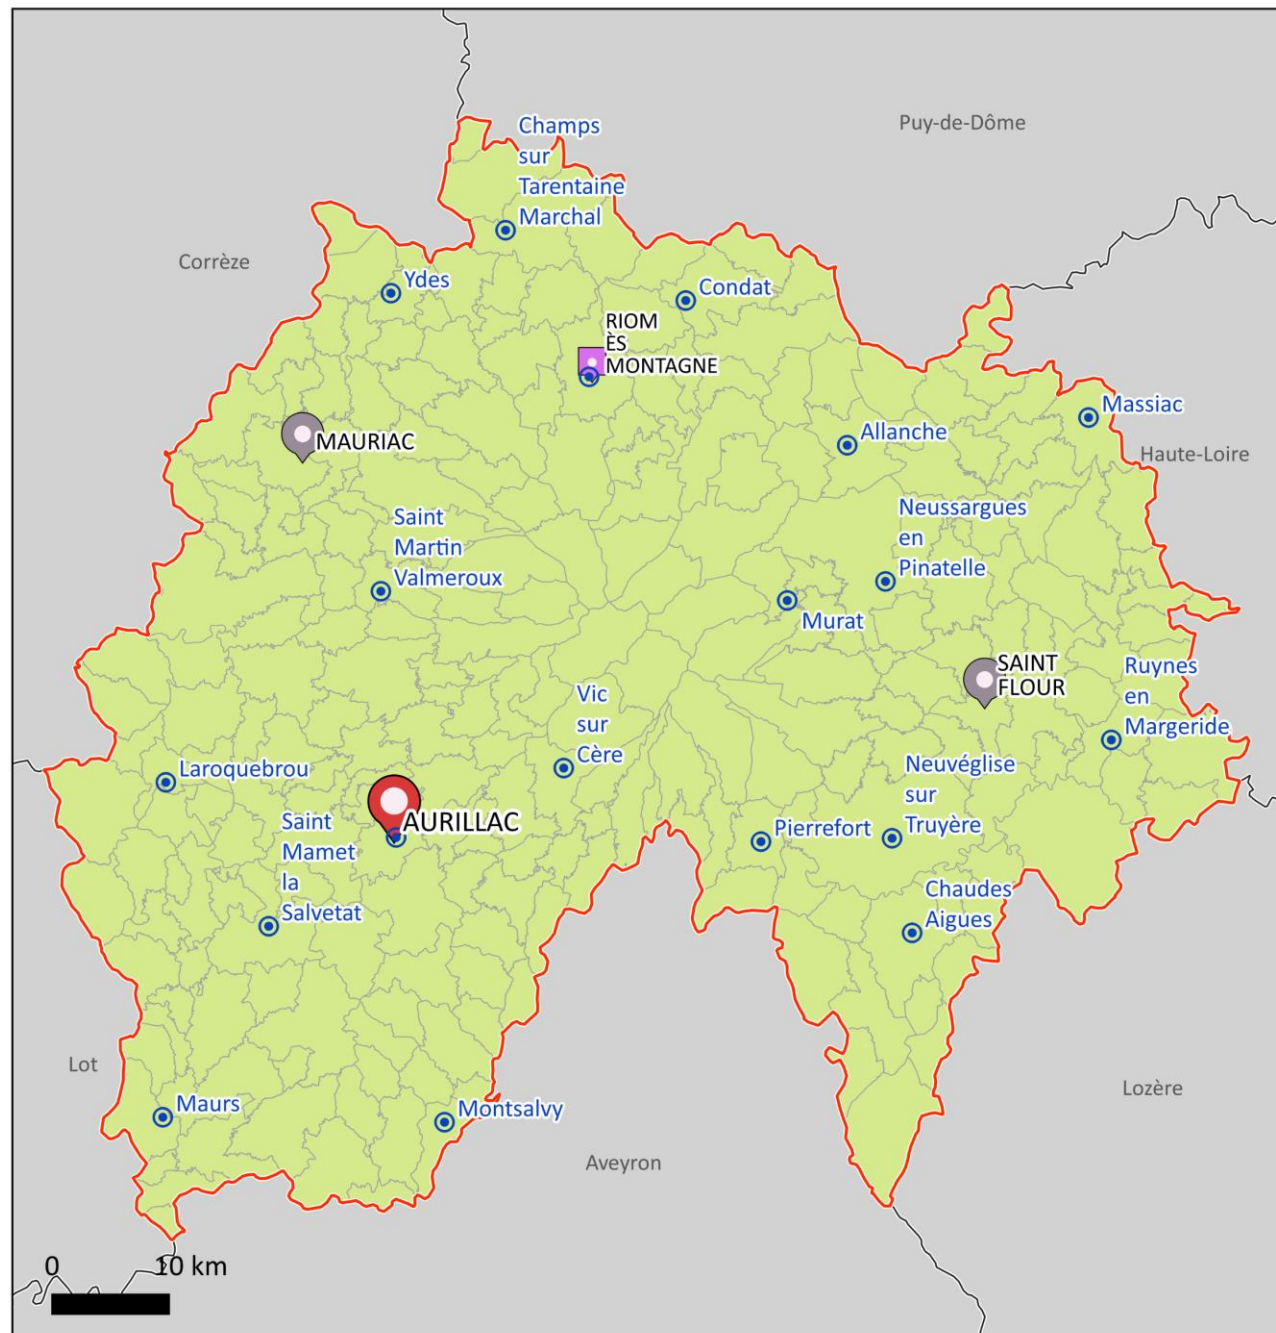 Puy-de-Dôme
Champs
sur
Tarentaine
Marchal
Corrèze
Ydes
Condat
RIOM
ÈS
MONTAGNE
Massiac
MAURIAC
Allanche
Haute-Loire
Saint
Martin
Valmeroux
Neussargues
en
Pinatelle
Murat
SAINT
FLOUR
Ruynes
en
Margeride
Vic
sur
Cère
Laroquebrou
Neuvéglise
sur
Truyère
AURILLAC
Saint
Mamet
la
Salvetat
Pierrefort
Chaudes
Aigues
Lot
Lozère
Maurs
Montsalvy
Aveyron
0 10 km